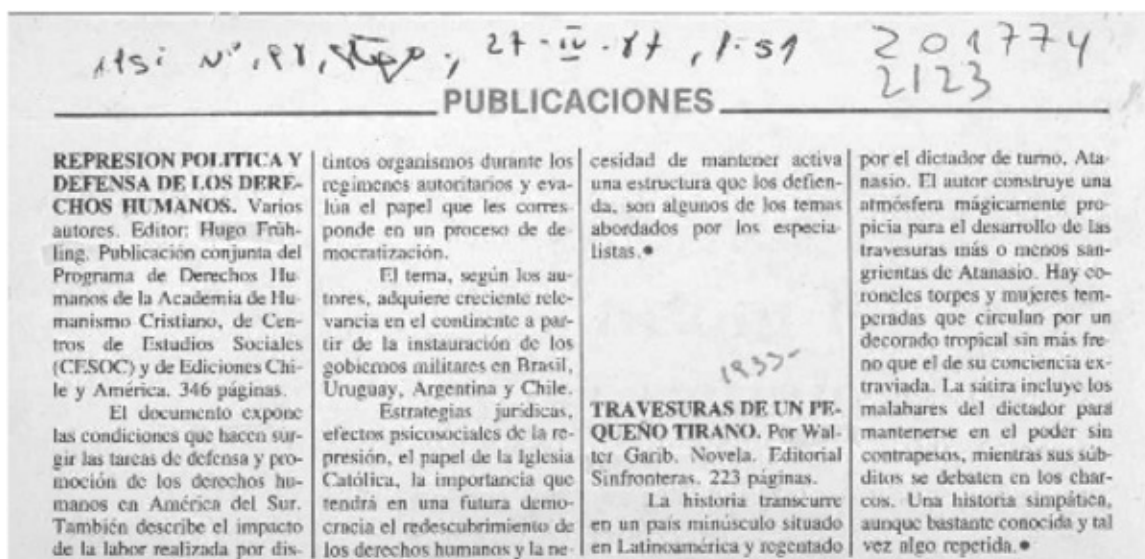 27-IV-87
201774
2123
PUBLICACIONES
REPRESION POLITICA Y
DEFENSA DE LOS DERE-
CHOS HUMANOS. Varios
autores. Editor: Hugo Früh-
ling. Publicación conjunta del
Programa de Derechos Hu-
manos de la Academia de Hu-
manismo Cristiano, de Cen-
tros de Estudios Sociales
(CESOC) y de Ediciones Chi-
le y América. 346 páginas.
El documento expone
las condiciones que hacen sur-
gir las tareas de defensa y pro-
moción de los derechos hu-
manos en América del Sur.
También describe el impacto
de la labor realizada por dis-
tintos organismos durante los
regímenes autoritarios y eva-
lúa el papel que les corres-
ponde en un proceso de de-
mocratización.
El tema, según los au-
tores, adquiere creciente rele-
vancia en el continente a par-
tir de la instauración de los
gobiernos militares en Brasil,
Uruguay, Argentina y Chile.
Estrategias jurídicas,
efectos psicosociales de la re-
presión, el papel de la Iglesia
Católica, la importancia que
tendrá en una futura demo-
cracia el redescubrimiento de
los derechos humanos y la ne-
cesidad de mantener activa
una estructura que los defien-
da, son algunos de los temas
abordados por los especia-
listas.●
1933-
TRAVESURAS DE UN PE-
QUEÑO TIRANO. Por Wal-
ter Garib. Novela. Editorial
Sinfronteras. 223 páginas.
La historia transcurre
en un país minúsculo situado
en Latinoamérica y regentado
por el dictador de turno, Ata-
nasio. El autor construye una
atmósfera mágicamente pro-
picia para el desarrollo de las
travesuras más o menos san-
grientas de Atanasio. Hay co-
roneles torpes y mujeres tem-
peradas que circulan por un
decorado tropical sin más fre-
no que el de su conciencia ex-
traviada. La sátira incluye los
malabares del dictador para
mantenerse en el poder sin
contrapesos, mientras sus súb-
ditos se debaten en los char-
cos. Una historia simpática,
aunque bastante conocida y tal
vez algo repetida.●